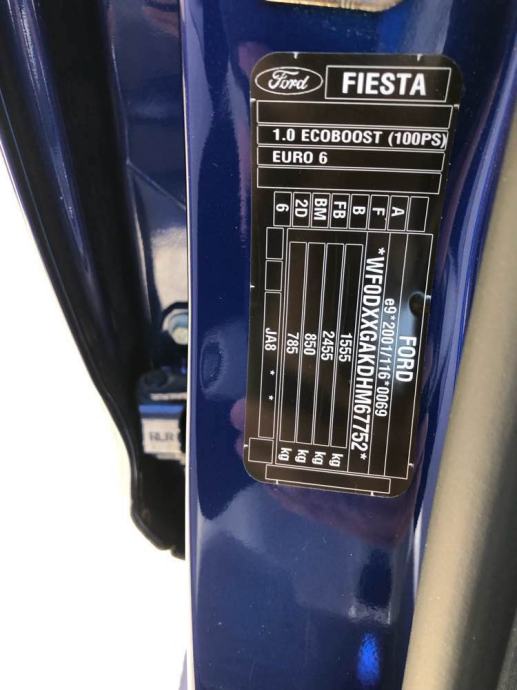 Ford FIESTA
1.0 ECOBOOST (100PS)
EURO 6
FORD
e9*2001/116*0069
*WF0DXXGAKDHM67752*
1555 kg
2455 kg
850 kg
785 kg
A
F
B
FB
BM
2D
6
JA8 * *
RLR